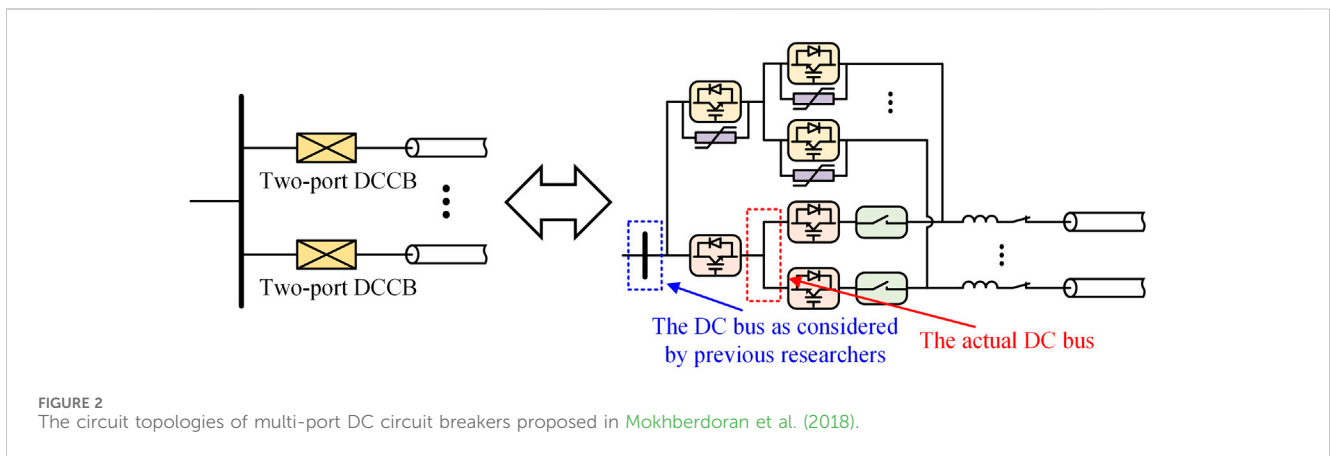 Two-port DCCB
Two-port DCCB
The DC bus as considered
by previous researchers
The actual DC bus
FIGURE 2
The circuit topologies of multi-port DC circuit breakers proposed in Mokhberdoran et al. (2018).